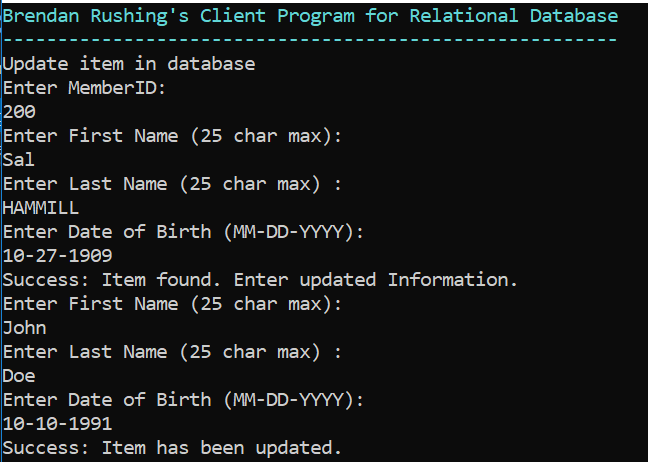 Brendan Rushing's Client Program for Relational Database
--------------------------------------------------------
Update item in database
Enter MemberID:
200
Enter First Name (25 char max):
Sal
Enter Last Name (25 char max) :
HAMMILL
Enter Date of Birth (MM-DD-YYYY):
10-27-1909
Success: Item found. Enter updated Information.
Enter First Name (25 char max):
John
Enter Last Name (25 char max) :
Doe
Enter Date of Birth (MM-DD-YYYY):
10-10-1991
Success: Item has been updated.